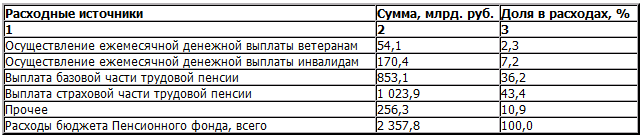 Расходные источники Сумма, млрд. руб. Доля в расходах, %
1 2 3
Осуществление ежемесячной денежной выплаты ветеранам 54,1 2,3
Осуществление ежемесячной денежной выплаты инвалидам 170,4 7,2
Выплата базовой части трудовой пенсии 853,1 36,2
Выплата страховой части трудовой пенсии 1 023,9 43,4
Прочее 256,3 10,9
Расходы бюджета Пенсионного фонда, всего 2 357,8 100,0